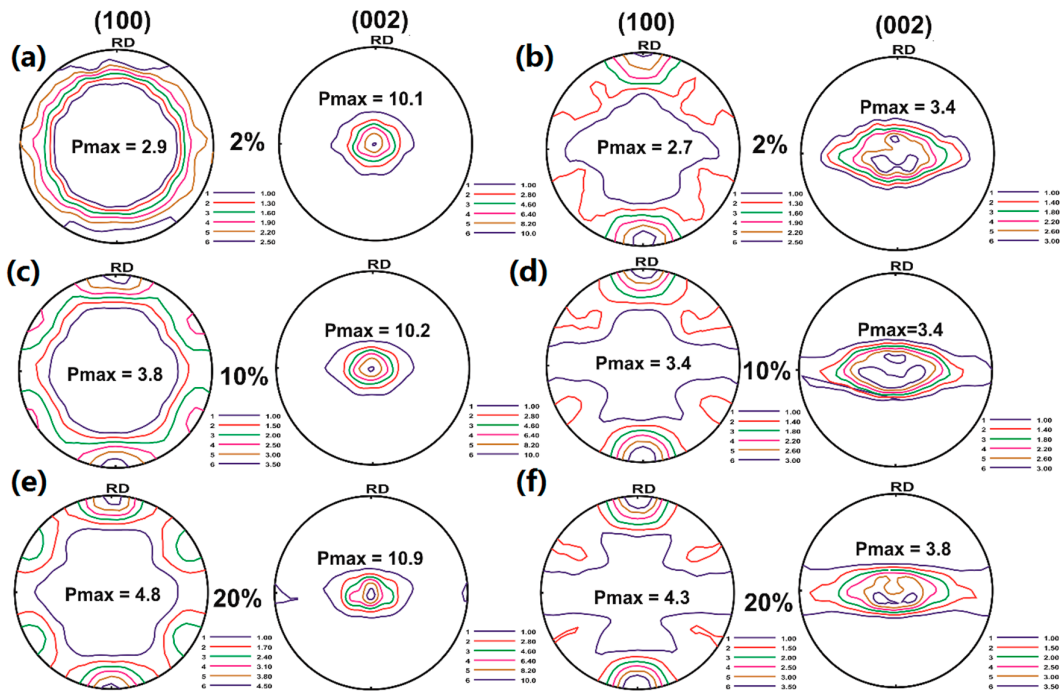 (100)
(002)
(100)
(002)
(a)
RD
RD
Pmax = 2.9
2%
Pmax = 10.1
1 1.00
2 1.30
3 1.60
4 1.90
5 2.20
6 2.50
1 1.00
2 2.80
3 4.60
4 6.40
5 8.20
6 10.0
(b)
RD
RD
Pmax = 2.7
2%
Pmax = 3.4
1 1.00
2 1.30
3 1.60
4 1.90
5 2.20
6 2.50
1 1.00
2 1.40
3 1.80
4 2.20
5 2.60
6 3.00
(c)
RD
RD
Pmax = 3.8
10%
Pmax = 10.2
1 1.00
2 1.50
3 2.00
4 2.50
5 3.00
6 3.50
1 1.00
2 2.80
3 4.60
4 6.40
5 8.20
6 10.0
(d)
RD
RD
Pmax = 3.4
10%
Pmax=3.4
1 1.00
2 1.40
3 1.80
4 2.20
5 2.60
6 3.00
1 1.00
2 1.40
3 1.80
4 2.20
5 2.60
6 3.00
(e)
RD
RD
Pmax = 4.8
20%
Pmax = 10.9
1 1.00
2 1.70
3 2.40
4 3.10
5 3.80
6 4.50
1 1.00
2 2.80
3 4.60
4 6.40
5 8.20
6 10.0
(f)
RD
RD
Pmax = 4.3
20%
Pmax = 3.8
1 1.00
2 1.50
3 2.00
4 2.50
5 3.00
6 3.50
1 1.00
2 1.50
3 2.00
4 2.50
5 3.00
6 3.50